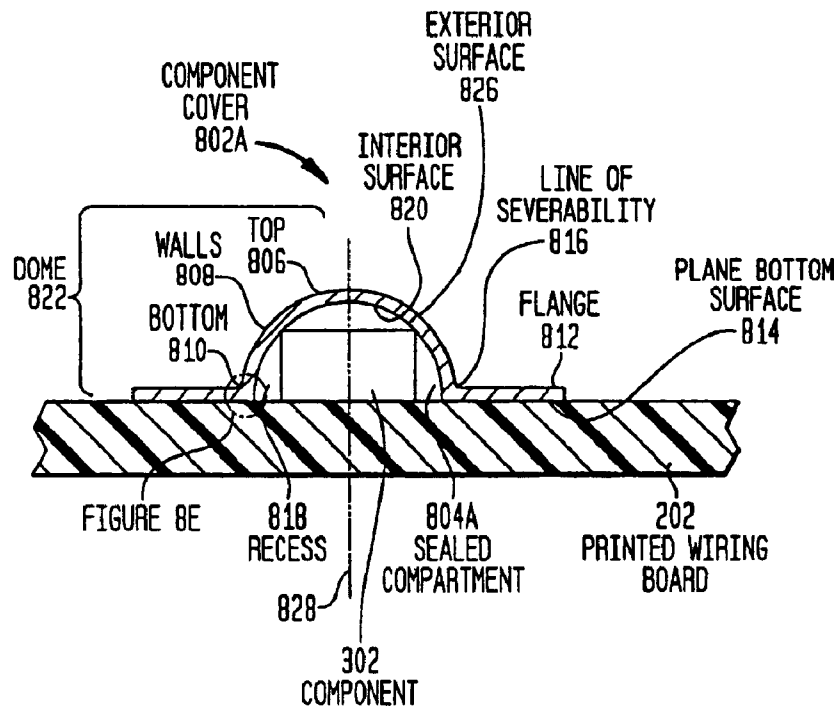 EXTERIOR
SURFACE
826
COMPONENT
COVER
802A
INTERIOR
SURFACE
820
LINE OF
SEVERABILITY
816
TOP
806
WALLS
808
DOME
822
PLANE BOTTOM
SURFACE
814
FLANGE
812
BOTTOM
810
FIGURE 8E
818
RECESS
804A
SEALED
COMPARTMENT
202
PRINTED WIRING
BOARD
828
302
COMPONENT